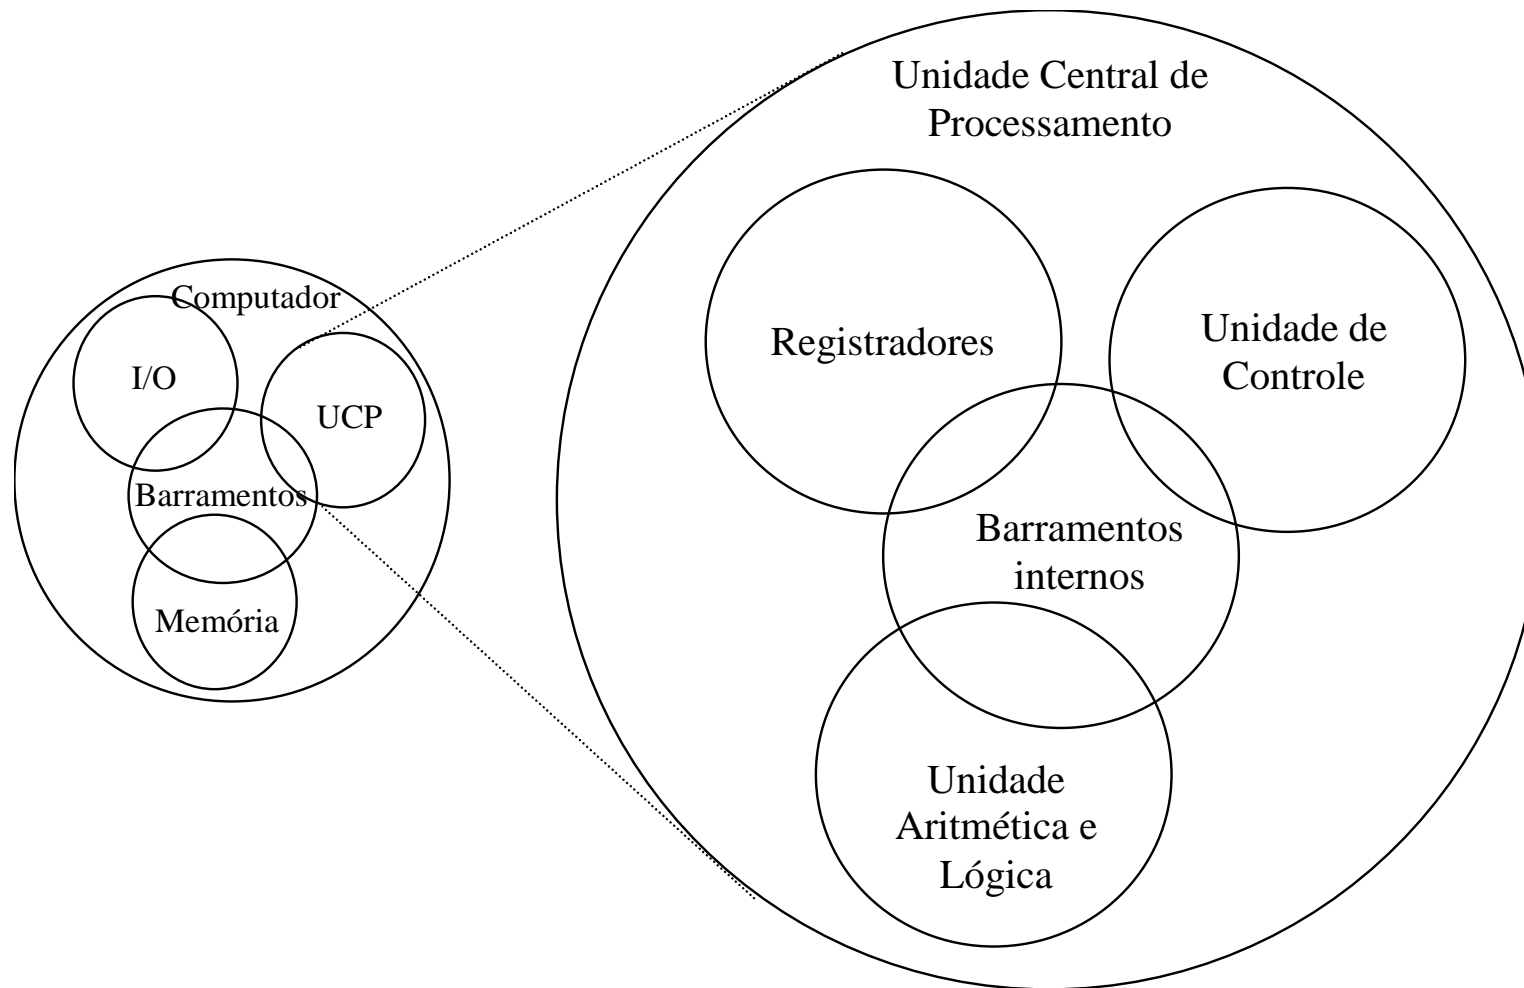 Computador
I/O
UCP
Barramentos
Memória
Unidade Central de
Processamento
Registradores
Unidade de
Controle
Barramentos
internos
Unidade
Aritmética e
Lógica